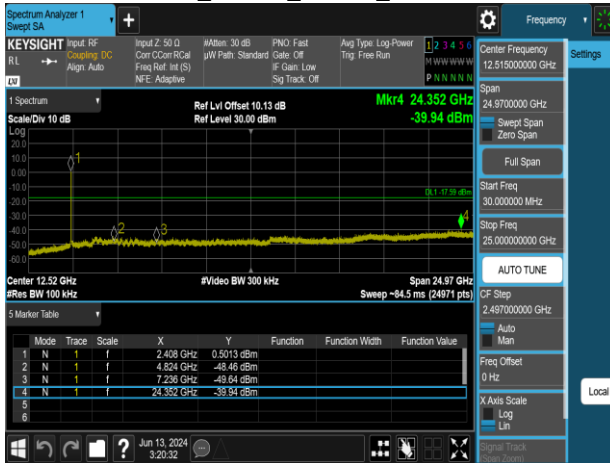 Spectrum Analyzer 1
Swept SA
+
Frequency
KEYSIGHT
RL
LXI
Input: RF
Coupling: DC
Align: Auto
Input Z: 50 Ω
Corr CCorr RCal
Freq Ref: Int (S)
NFE: Adaptive
#Atten: 30 dB
µW Path: Standard
PNO: Fast
Gate: Off
IF Gain: Low
Sig Track: Off
Avg Type: Log-Power
Trig: Free Run
1 2 3 4 5 6
M W W W W W
P N N N N N
1 Spectrum
Scale/Div 10 dB
Ref Lvl Offset 10.13 dB
Ref Level 30.00 dBm
Mkr4 24.352 GHz
-39.94 dBm
Log
20.0
10.0
0.00
-10.0
-20.0
-30.0
-40.0
-50.0
-60.0
1
2
3
4
DL1 -17.59 dBm
Center 12.52 GHz
#Res BW 100 kHz
#Video BW 300 kHz
Span 24.97 GHz
Sweep ~84.5 ms (24971 pts)
5 Marker Table
Mode Trace Scale X Y Function Function Width Function Value
1 N 1 f 2.408 GHz 0.5013 dBm
2 N 1 f 4.824 GHz -48.46 dBm
3 N 1 f 7.236 GHz -49.64 dBm
4 N 1 f 24.352 GHz -39.94 dBm
5
6
?
Jun 13, 2024
3:20:32
Center Frequency
12.515000000 GHz
Span
24.9700000 GHz
Swept Span
Zero Span
Full Span
Start Freq
30.000000 MHz
Stop Freq
25.000000000 GHz
AUTO TUNE
CF Step
2.497000000 GHz
Auto
Man
Freq Offset
0 Hz
X Axis Scale
Log
Lin
Signal Track
(Span Zoom)
Settings
Local